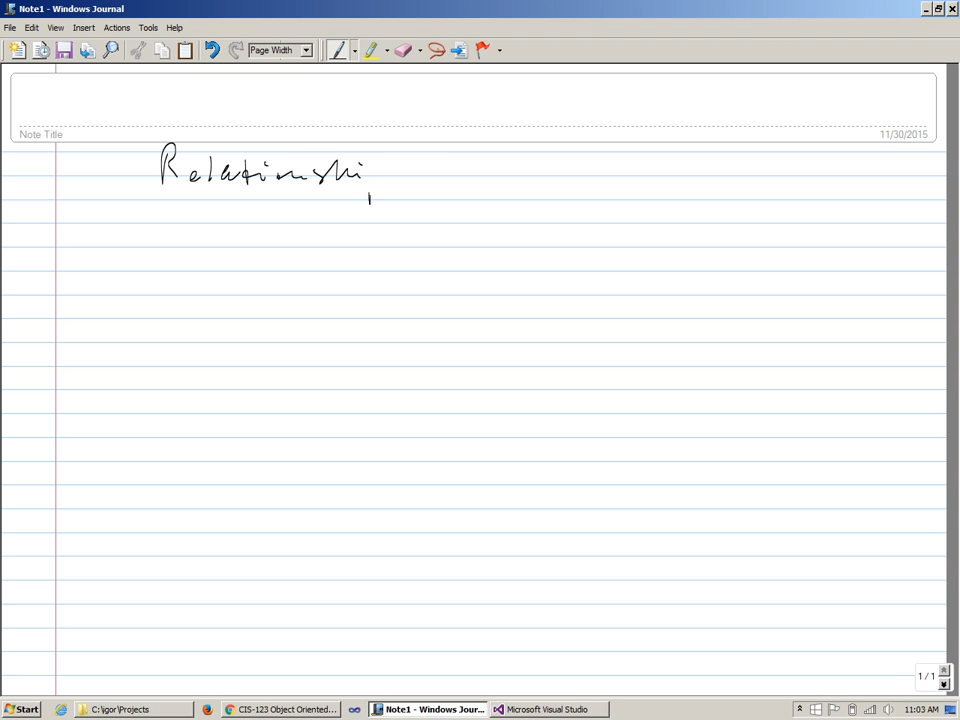 Note1 - Windows Journal
File Edit View Insert Actions Tools Help
Page Width
Note Title
11/30/2015
Relationshi
1 / 1
Start
C:\igor\Projects
CIS-123 Object Oriented...
Note1 - Windows Jour...
Microsoft Visual Studio
11:03 AM